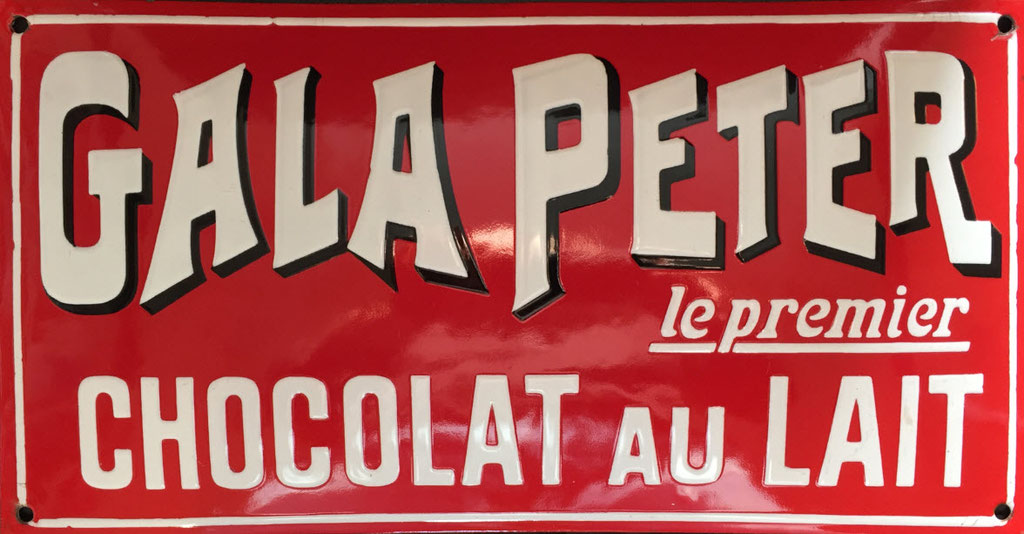 GALA PETER
le premier
CHOCOLAT AU LAIT